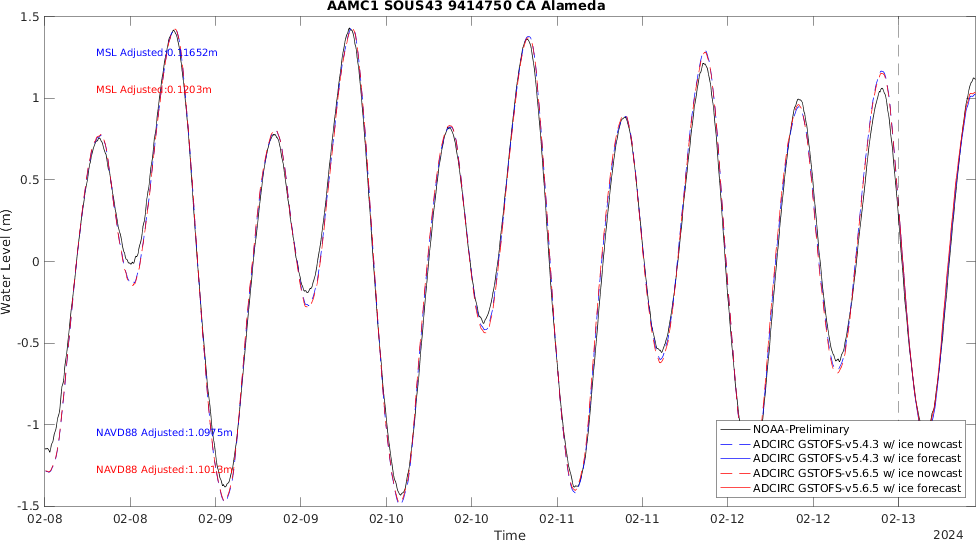 AAMC1 SOUS43 9414750 CA Alameda
1.5
1
0.5
0
-0.5
-1
-1.5
Water Level (m)
MSL Adjusted:0.11652m
MSL Adjusted:0.1203m
NAVD88 Adjusted:1.0975m
NAVD88 Adjusted:1.1013m
NOAA-Preliminary
ADCIRC GSTOFS-v5.4.3 w/ ice nowcast
ADCIRC GSTOFS-v5.4.3 w/ ice forecast
ADCIRC GSTOFS-v5.6.5 w/ ice nowcast
ADCIRC GSTOFS-v5.6.5 w/ ice forecast
02-08 02-08 02-09 02-09 02-10 02-10 02-11 02-11 02-12 02-12 02-13
Time
2024